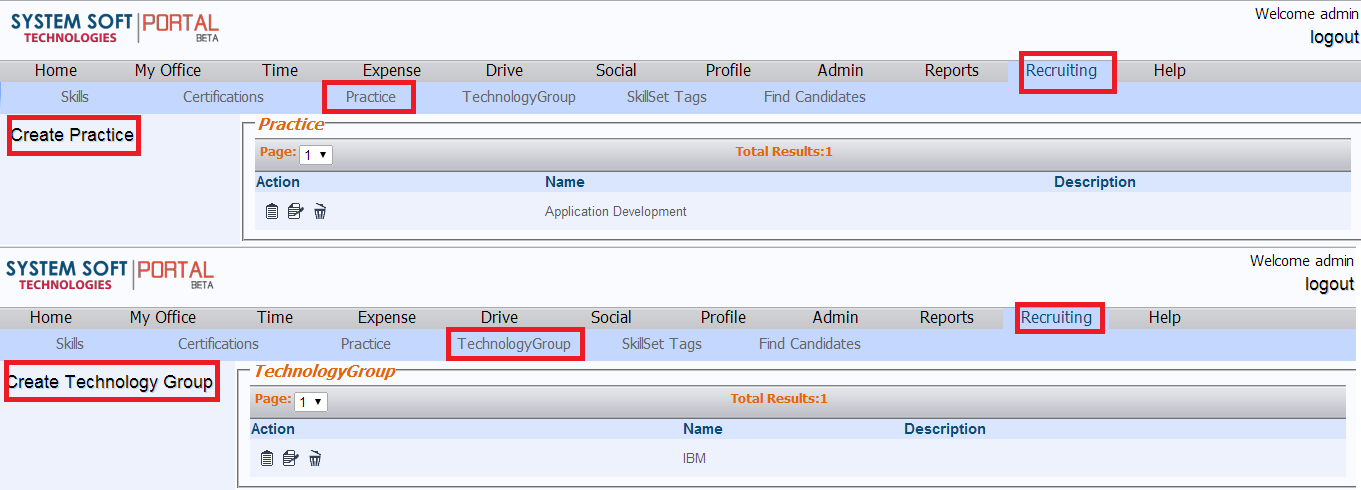 SYSTEM SOFT PORTAL
TECHNOLOGIES BETA
Welcome admin
logout
Home My Office Time Expense Drive Social Profile Admin Reports Recruiting Help
Skills Certifications Practice TechnologyGroup SkillSet Tags Find Candidates
Create Practice
Practice
Page: 1 Total Results:1
Action Name Description
Application Development
SYSTEM SOFT PORTAL
TECHNOLOGIES BETA
Welcome admin
logout
Home My Office Time Expense Drive Social Profile Admin Reports Recruiting Help
Skills Certifications Practice TechnologyGroup SkillSet Tags Find Candidates
Create Technology Group
TechnologyGroup
Page: 1 Total Results:1
Action Name Description
IBM